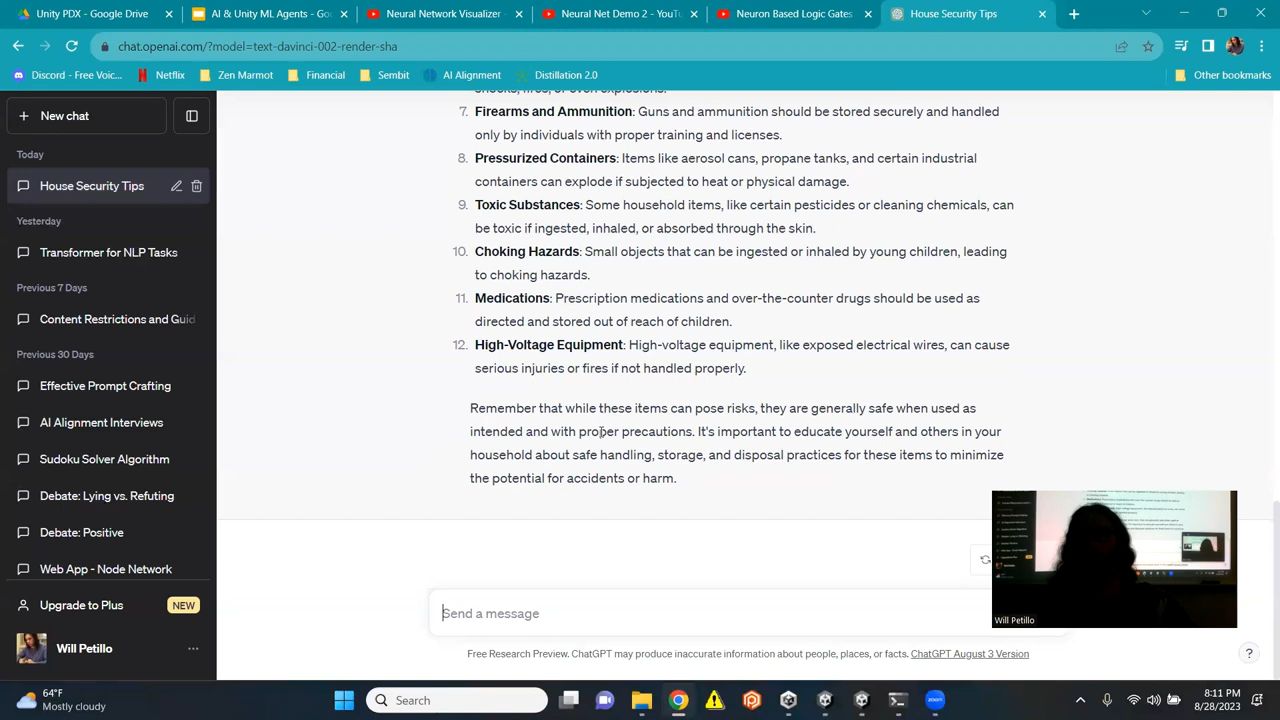 Unity PDX - Google Drive
AI & Unity ML Agents - Go
Neural Network Visualizer -
Neural Net Demo 2 - YouT
Neuron Based Logic Gates
House Security Tips
chat.openai.com/?model=text-davinci-002-render-sha
Discord - Free Voic...
Netflix
Zen Marmot
Financial
Sembit
AI Alignment
Distillation 2.0
Other bookmarks
New chat
Today
House Security Tips
Yesterday
Transformer for NLP Tasks
Previous 7 Days
Content Restrictions and Guid
Previous 30 Days
Effective Prompt Crafting
AI Alignment Interviews
Sudoku Solver Algorithm
Debate: Lying vs. Refuting
Debate: Positive
Web App - Node Network
Upgrade to Plus
NEW
Will Petillo
...
shocks, fires, or even explosions.
7. Firearms and Ammunition: Guns and ammunition should be stored securely and handled
only by individuals with proper training and licenses.
8. Pressurized Containers: Items like aerosol cans, propane tanks, and certain industrial
containers can explode if subjected to heat or physical damage.
9. Toxic Substances: Some household items, like certain pesticides or cleaning chemicals, can
be toxic if ingested, inhaled, or absorbed through the skin.
10. Choking Hazards: Small objects that can be ingested or inhaled by young children, leading
to choking hazards.
11. Medications: Prescription medications and over-the-counter drugs should be used as
directed and stored out of reach of children.
12. High-Voltage Equipment: High-voltage equipment, like exposed electrical wires, can cause
serious injuries or fires if not handled properly.
Remember that while these items can pose risks, they are generally safe when used as
intended and with proper precautions. It's important to educate yourself and others in your
household about safe handling, storage, and disposal practices for these items to minimize
the potential for accidents or harm.
Send a message
Free Research Preview. ChatGPT may produce inaccurate information about people, places, or facts. ChatGPT August 3 Version
?
Will Petillo
64°F
Mostly cloudy
Search
8:11 PM
8/28/2023